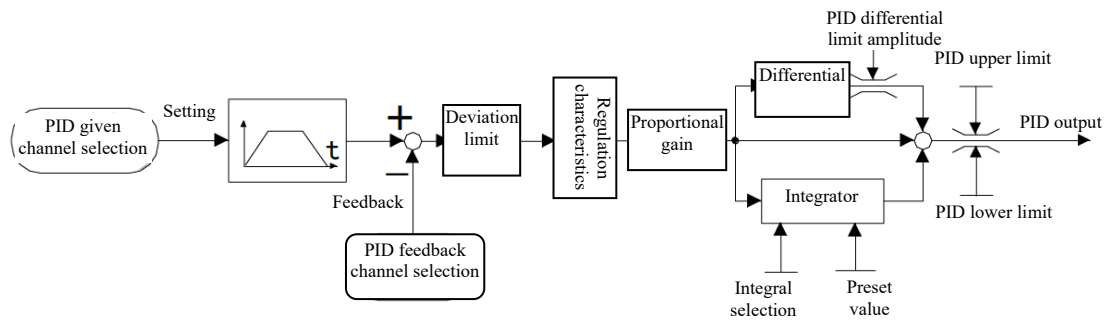 PID given
channel selection
Setting
t
+
−
Feedback
PID feedback
channel selection
Deviation
limit
Regulation
characteristics
Proportional
gain
Differential
PID differential
limit amplitude
Integrator
Integral
selection
Preset
value
PID upper limit
PID lower limit
PID output